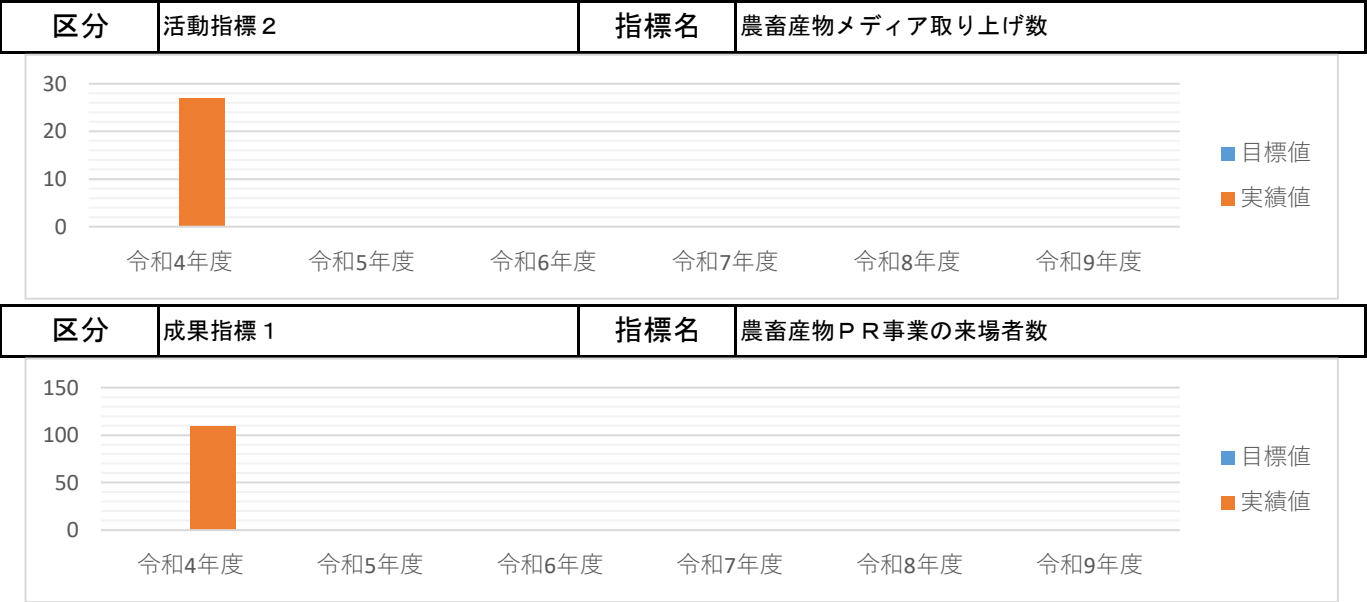 区分 活動指標２ 指標名 農畜産物メディア取り上げ数
30
20
10
0
令和4年度 令和5年度 令和6年度 令和7年度 令和8年度 令和9年度
目標値
実績値
区分 成果指標１ 指標名 農畜産物ＰＲ事業の来場者数
150
100
50
0
令和4年度 令和5年度 令和6年度 令和7年度 令和8年度 令和9年度
目標値
実績値